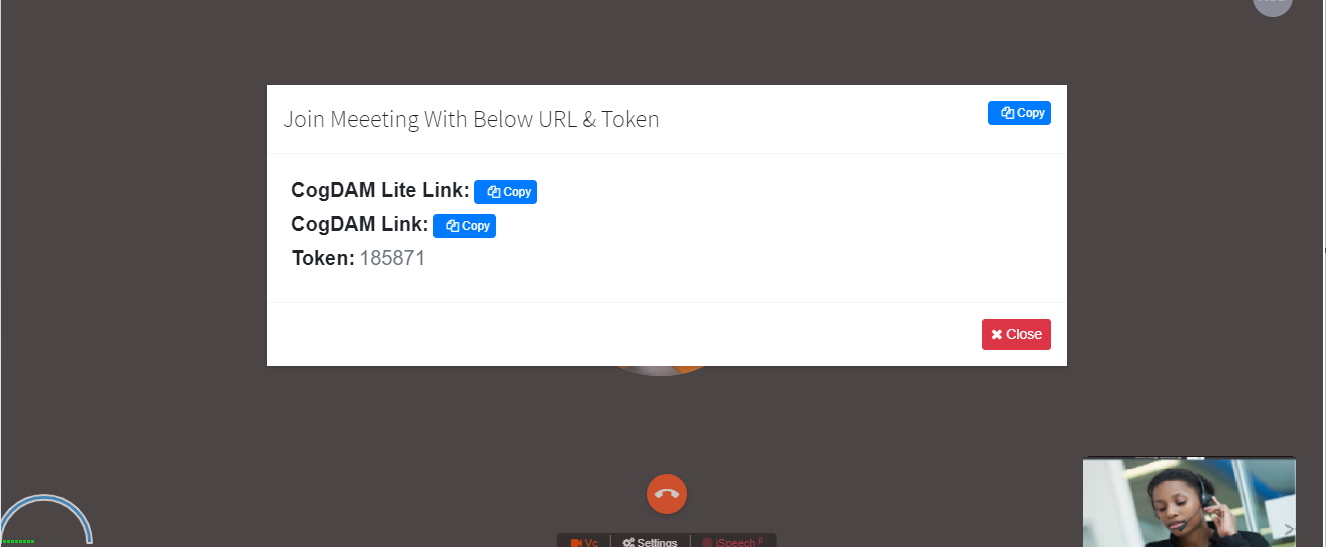 Join Meeeting With Below URL & Token
Copy
CogDAM Lite Link: Copy
CogDAM Link: Copy
Token: 185871
Close
Vc
Settings
iSpeech β